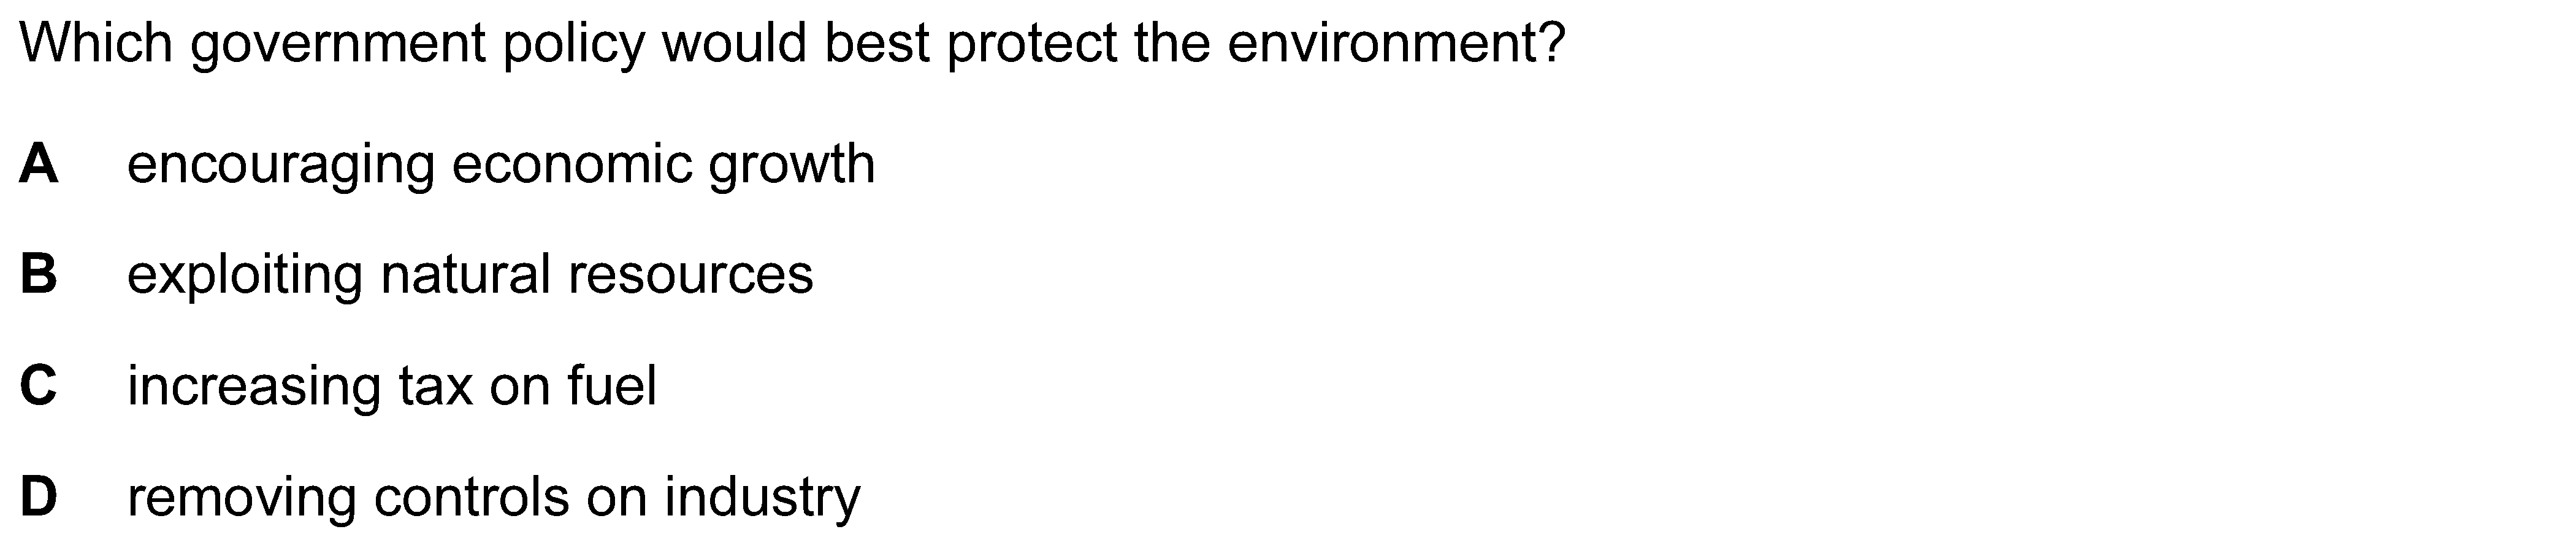 Which government policy would best protect the environment?
A encouraging economic growth
B exploiting natural resources
C increasing tax on fuel
D removing controls on industry